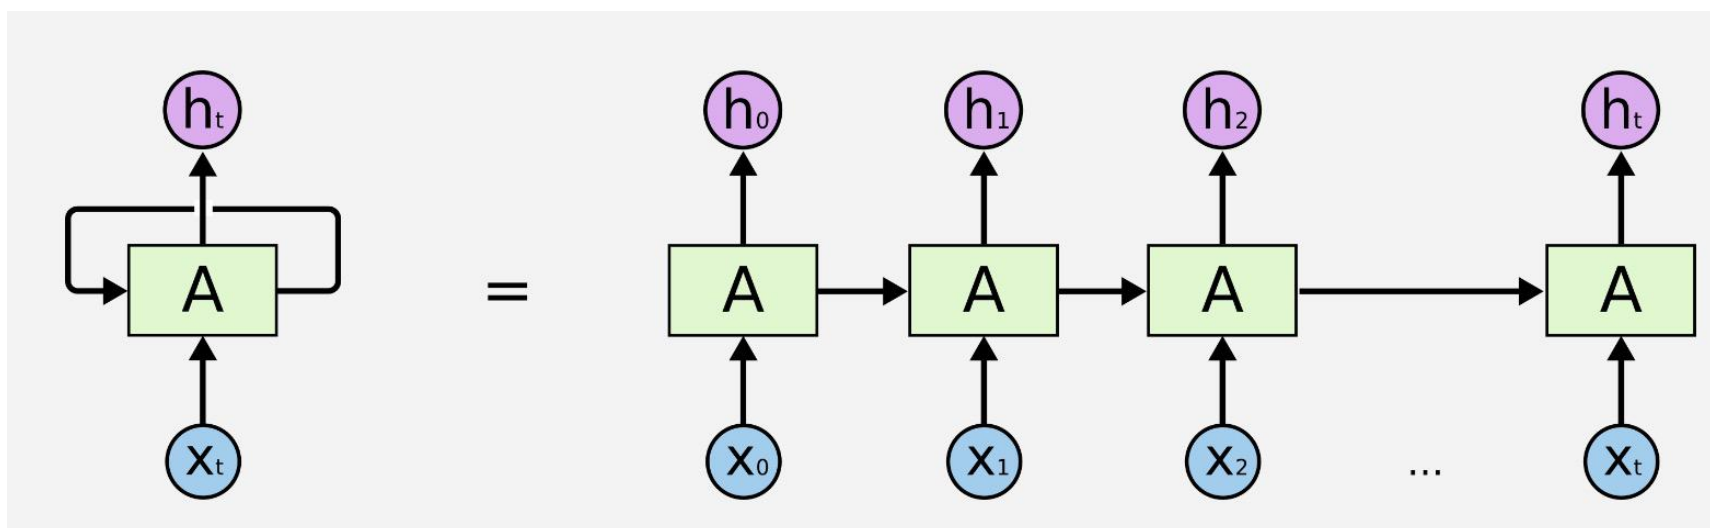 hₜ h₀ h₁ h₂ hₜ
A = A A A A
xₜ x₀ x₁ x₂ ... xₜ